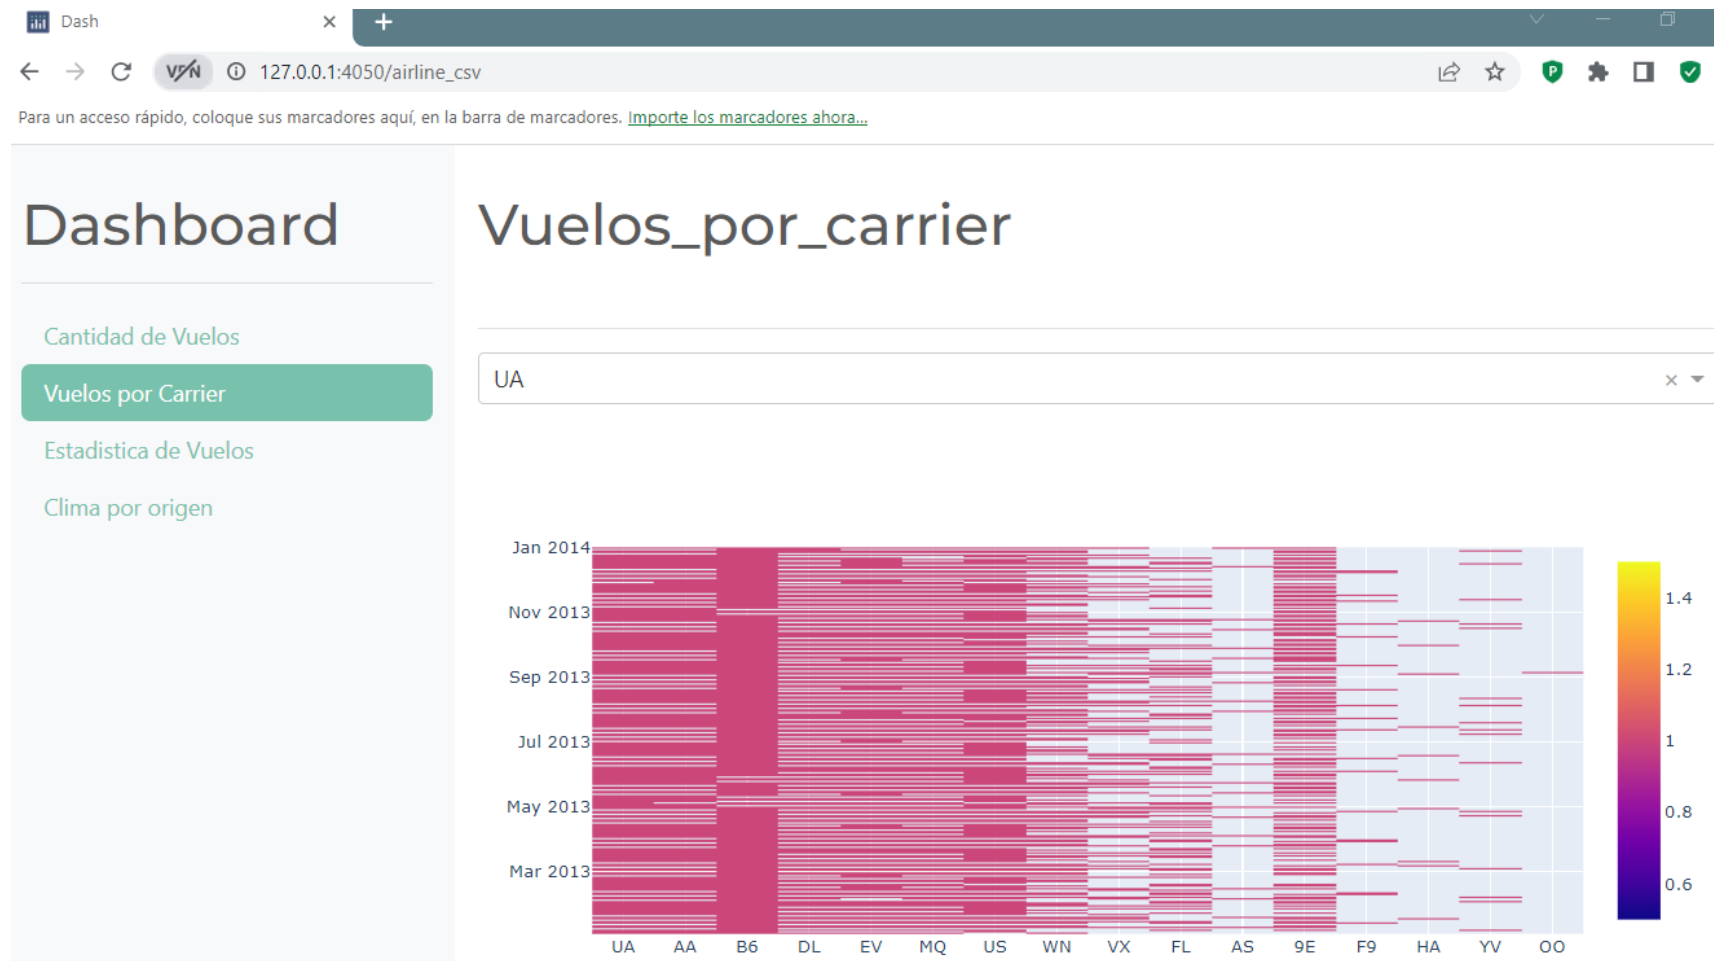 Dash
VPN
127.0.0.1:4050/airline_csv
Para un acceso rápido, coloque sus marcadores aquí, en la barra de marcadores. Importe los marcadores ahora...
Dashboard
Cantidad de Vuelos
Vuelos por Carrier
Estadistica de Vuelos
Clima por origen
Vuelos_por_carrier
UA
Jan 2014
Nov 2013
Sep 2013
Jul 2013
May 2013
Mar 2013
UA AA B6 DL EV MQ US WN VX FL AS 9E F9 HA YV OO
1.4
1.2
1
0.8
0.6